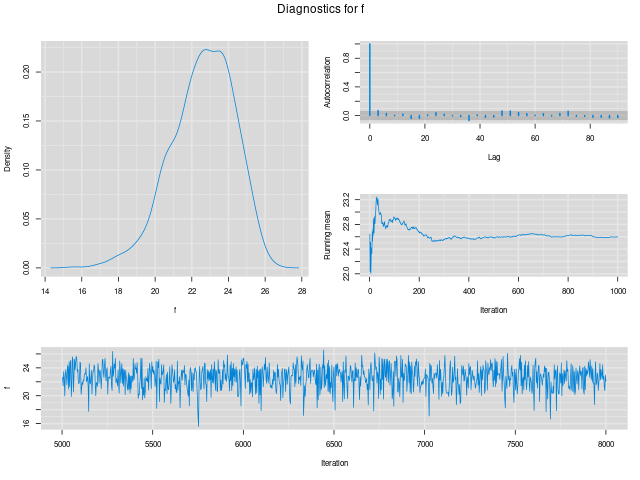 Diagnostics for f
Density
0.00 0.05 0.10 0.15 0.20
14 16 18 20 22 24 26 28
f
Autocorrelation
0.0 0.4 0.8
0 20 40 60 80
Lag
Running mean
22.0 22.4 22.8 23.2
0 200 400 600 800 1000
Iteration
f
16 20 24
5000 5500 6000 6500 7000 7500 8000
Iteration